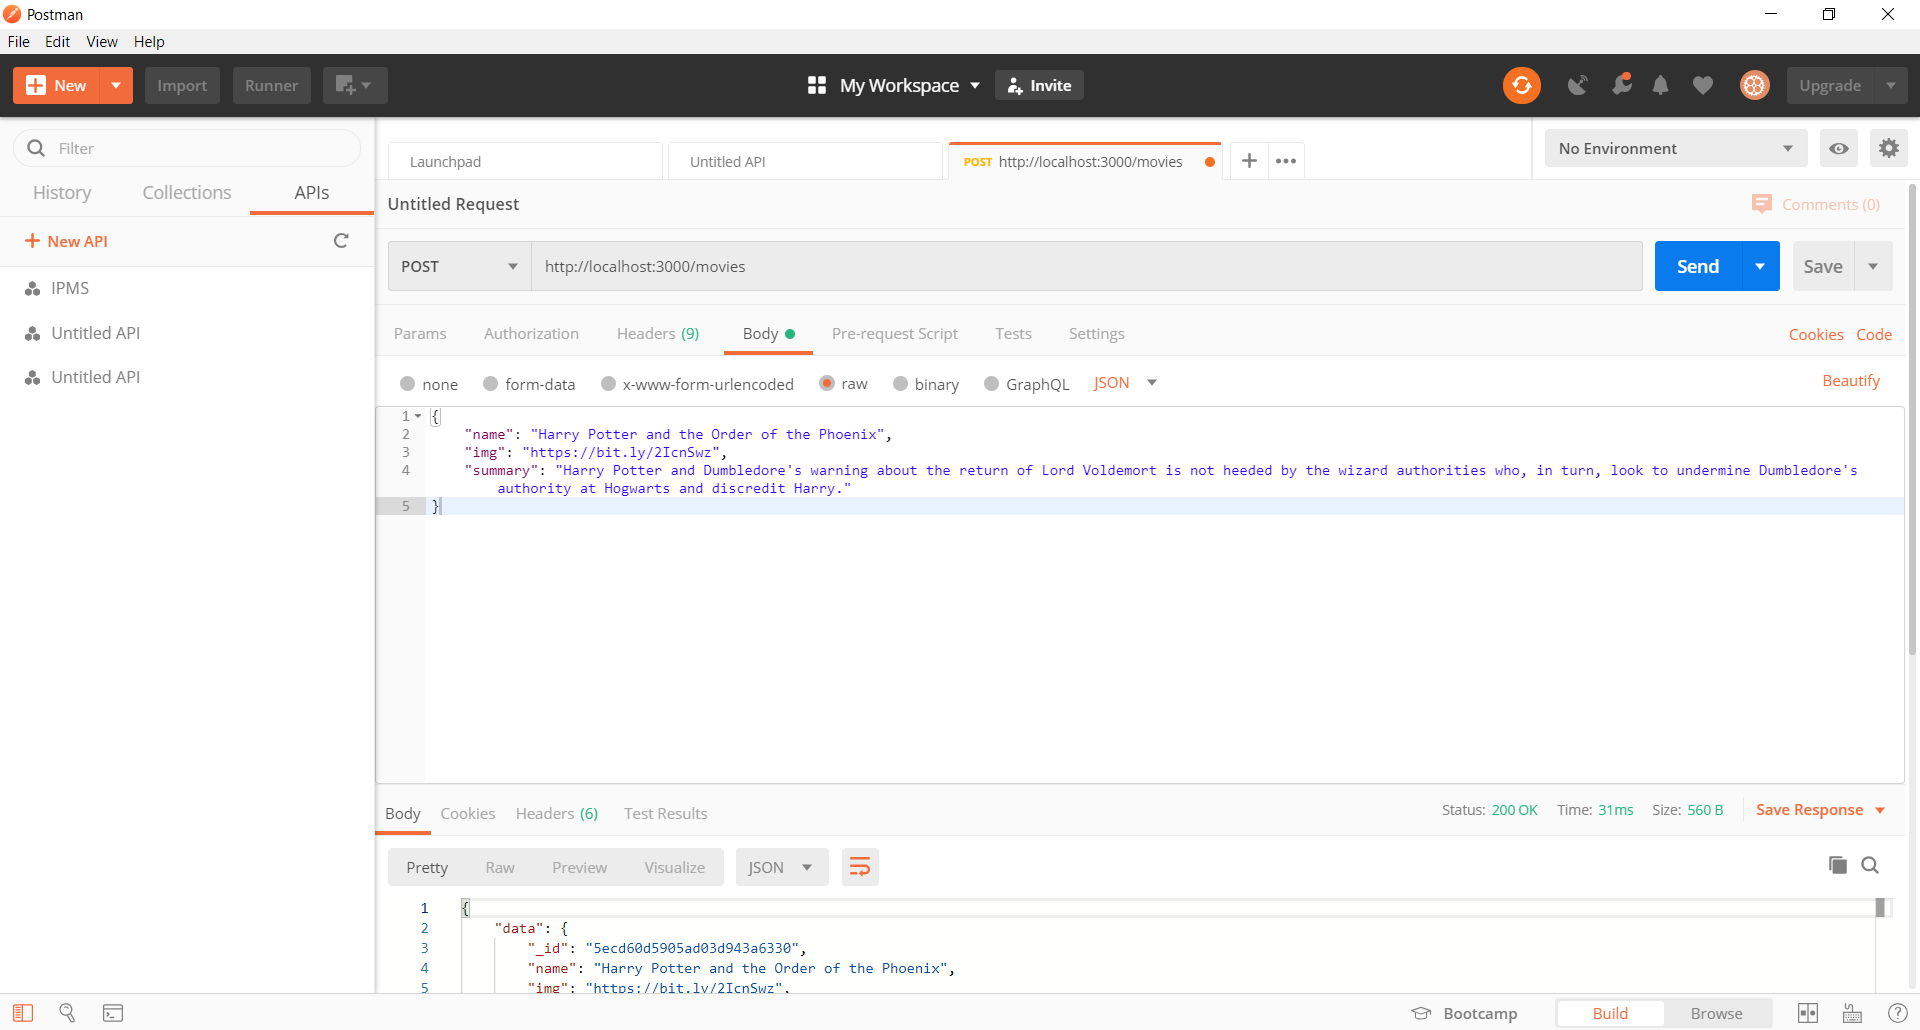 Postman
File Edit View Help
New Import Runner My Workspace Invite Upgrade
Filter
History Collections APIs
New API
IPMS
Untitled API
Untitled API
Launchpad Untitled API POST http://localhost:3000/movies No Environment
Untitled Request Comments (0)
POST http://localhost:3000/movies Send Save
Params Authorization Headers (9) Body Pre-request Script Tests Settings Cookies Code
none form-data x-www-form-urlencoded raw binary GraphQL JSON Beautify
1 {
2 "name": "Harry Potter and the Order of the Phoenix",
3 "img": "https://bit.ly/2IcnSwz",
4 "summary": "Harry Potter and Dumbledore's warning about the return of Lord Voldemort is not heeded by the wizard authorities who, in turn, look to undermine Dumbledore's
authority at Hogwarts and discredit Harry."
5 }
Body Cookies Headers (6) Test Results Status: 200 OK Time: 31ms Size: 560 B Save Response
Pretty Raw Preview Visualize JSON
1 {
2 "data": {
3 "_id": "5ecd60d5905ad03d943a6330",
4 "name": "Harry Potter and the Order of the Phoenix",
5 "img": "https://bit.ly/2IcnSwz",
Bootcamp Build Browse